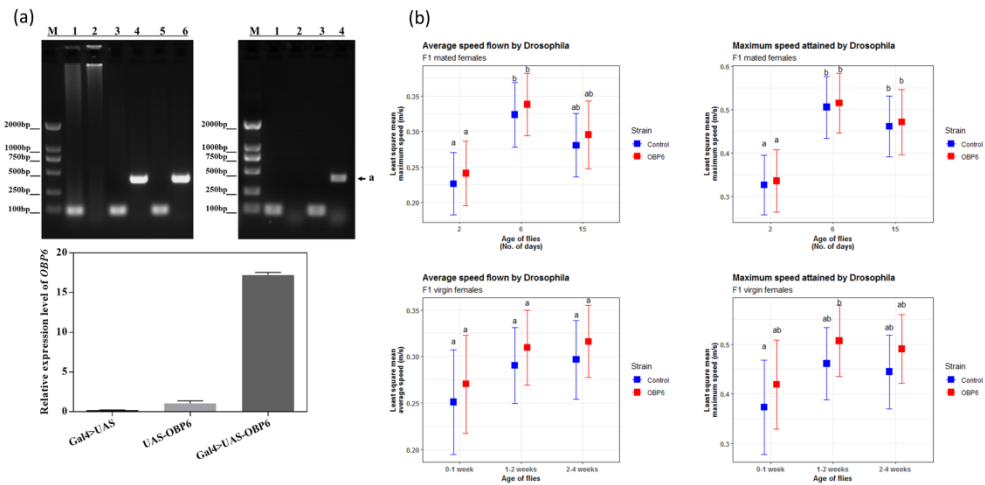 (a)
M 1 2 3 4 5 6
2000bp
1000bp
750bp
500bp
250bp
100bp
M 1 2 3 4
2000bp
1000bp
750bp
500bp
250bp
100bp
a
Relative expression level of OBP6
20
15
10
5
0
Gal4>UAS
UAS-OBP6
Gal4>UAS-OBP6
(b)
Average speed flown by Drosophila
F1 mated females
Least square mean
maximum speed (m/s)
0.35
0.30
0.25
0.20
a a b b ab ab
2 6 15
Age of flies
(No. of days)
Strain
Control
OBP6
Maximum speed attained by Drosophila
F1 mated females
Least square mean
maximum speed (m/s)
0.6
0.5
0.4
0.3
a a b b b b
2 6 15
Age of flies
(No. of days)
Strain
Control
OBP6
Average speed flown by Drosophila
F1 virgin females
Least square mean
average speed (m/s)
0.35
0.30
0.25
0.20
a a a a a a
0-1 week 1-2 weeks 2-4 weeks
Age of flies
Strain
Control
OBP6
Maximum speed attained by Drosophila
F1 virgin females
Least square mean
maximum speed (m/s)
0.5
0.4
0.3
a ab ab b ab ab
0-1 week 1-2 weeks 2-4 weeks
Age of flies
Strain
Control
OBP6